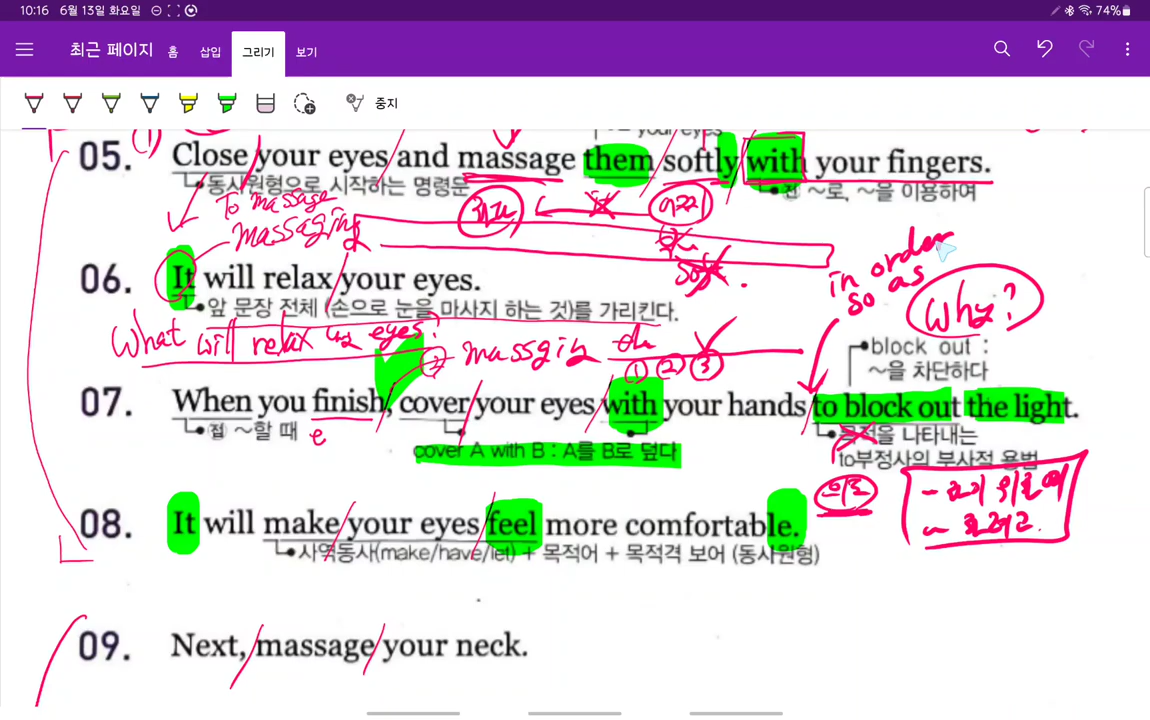 10:16 6월 13일 화요일 74%
최근 페이지 홈 삽입 그리기 보기
중지
05. Close your eyes and massage them softly with your fingers.
동사원형으로 시작하는 명령문
전 ~로, ~을 이용하여
To massage
massaging
06. It will relax your eyes.
앞 문장 전체 (손으로 눈을 마사지 하는 것)를 가리킨다.
in order
so as
Why?
What will relax eyes?
massging
① ② ③
block out :
~을 차단하다
07. When you finish, cover your eyes with your hands to block out the light.
접 ~할 때
e
cover A with B : A를 B로 덮다
목적을 나타내는
to부정사의 부사적 용법
08. It will make your eyes feel more comfortable.
사역동사(make/have/let) + 목적어 + 목적격 보어 (동사원형)
09. Next, massage your neck.